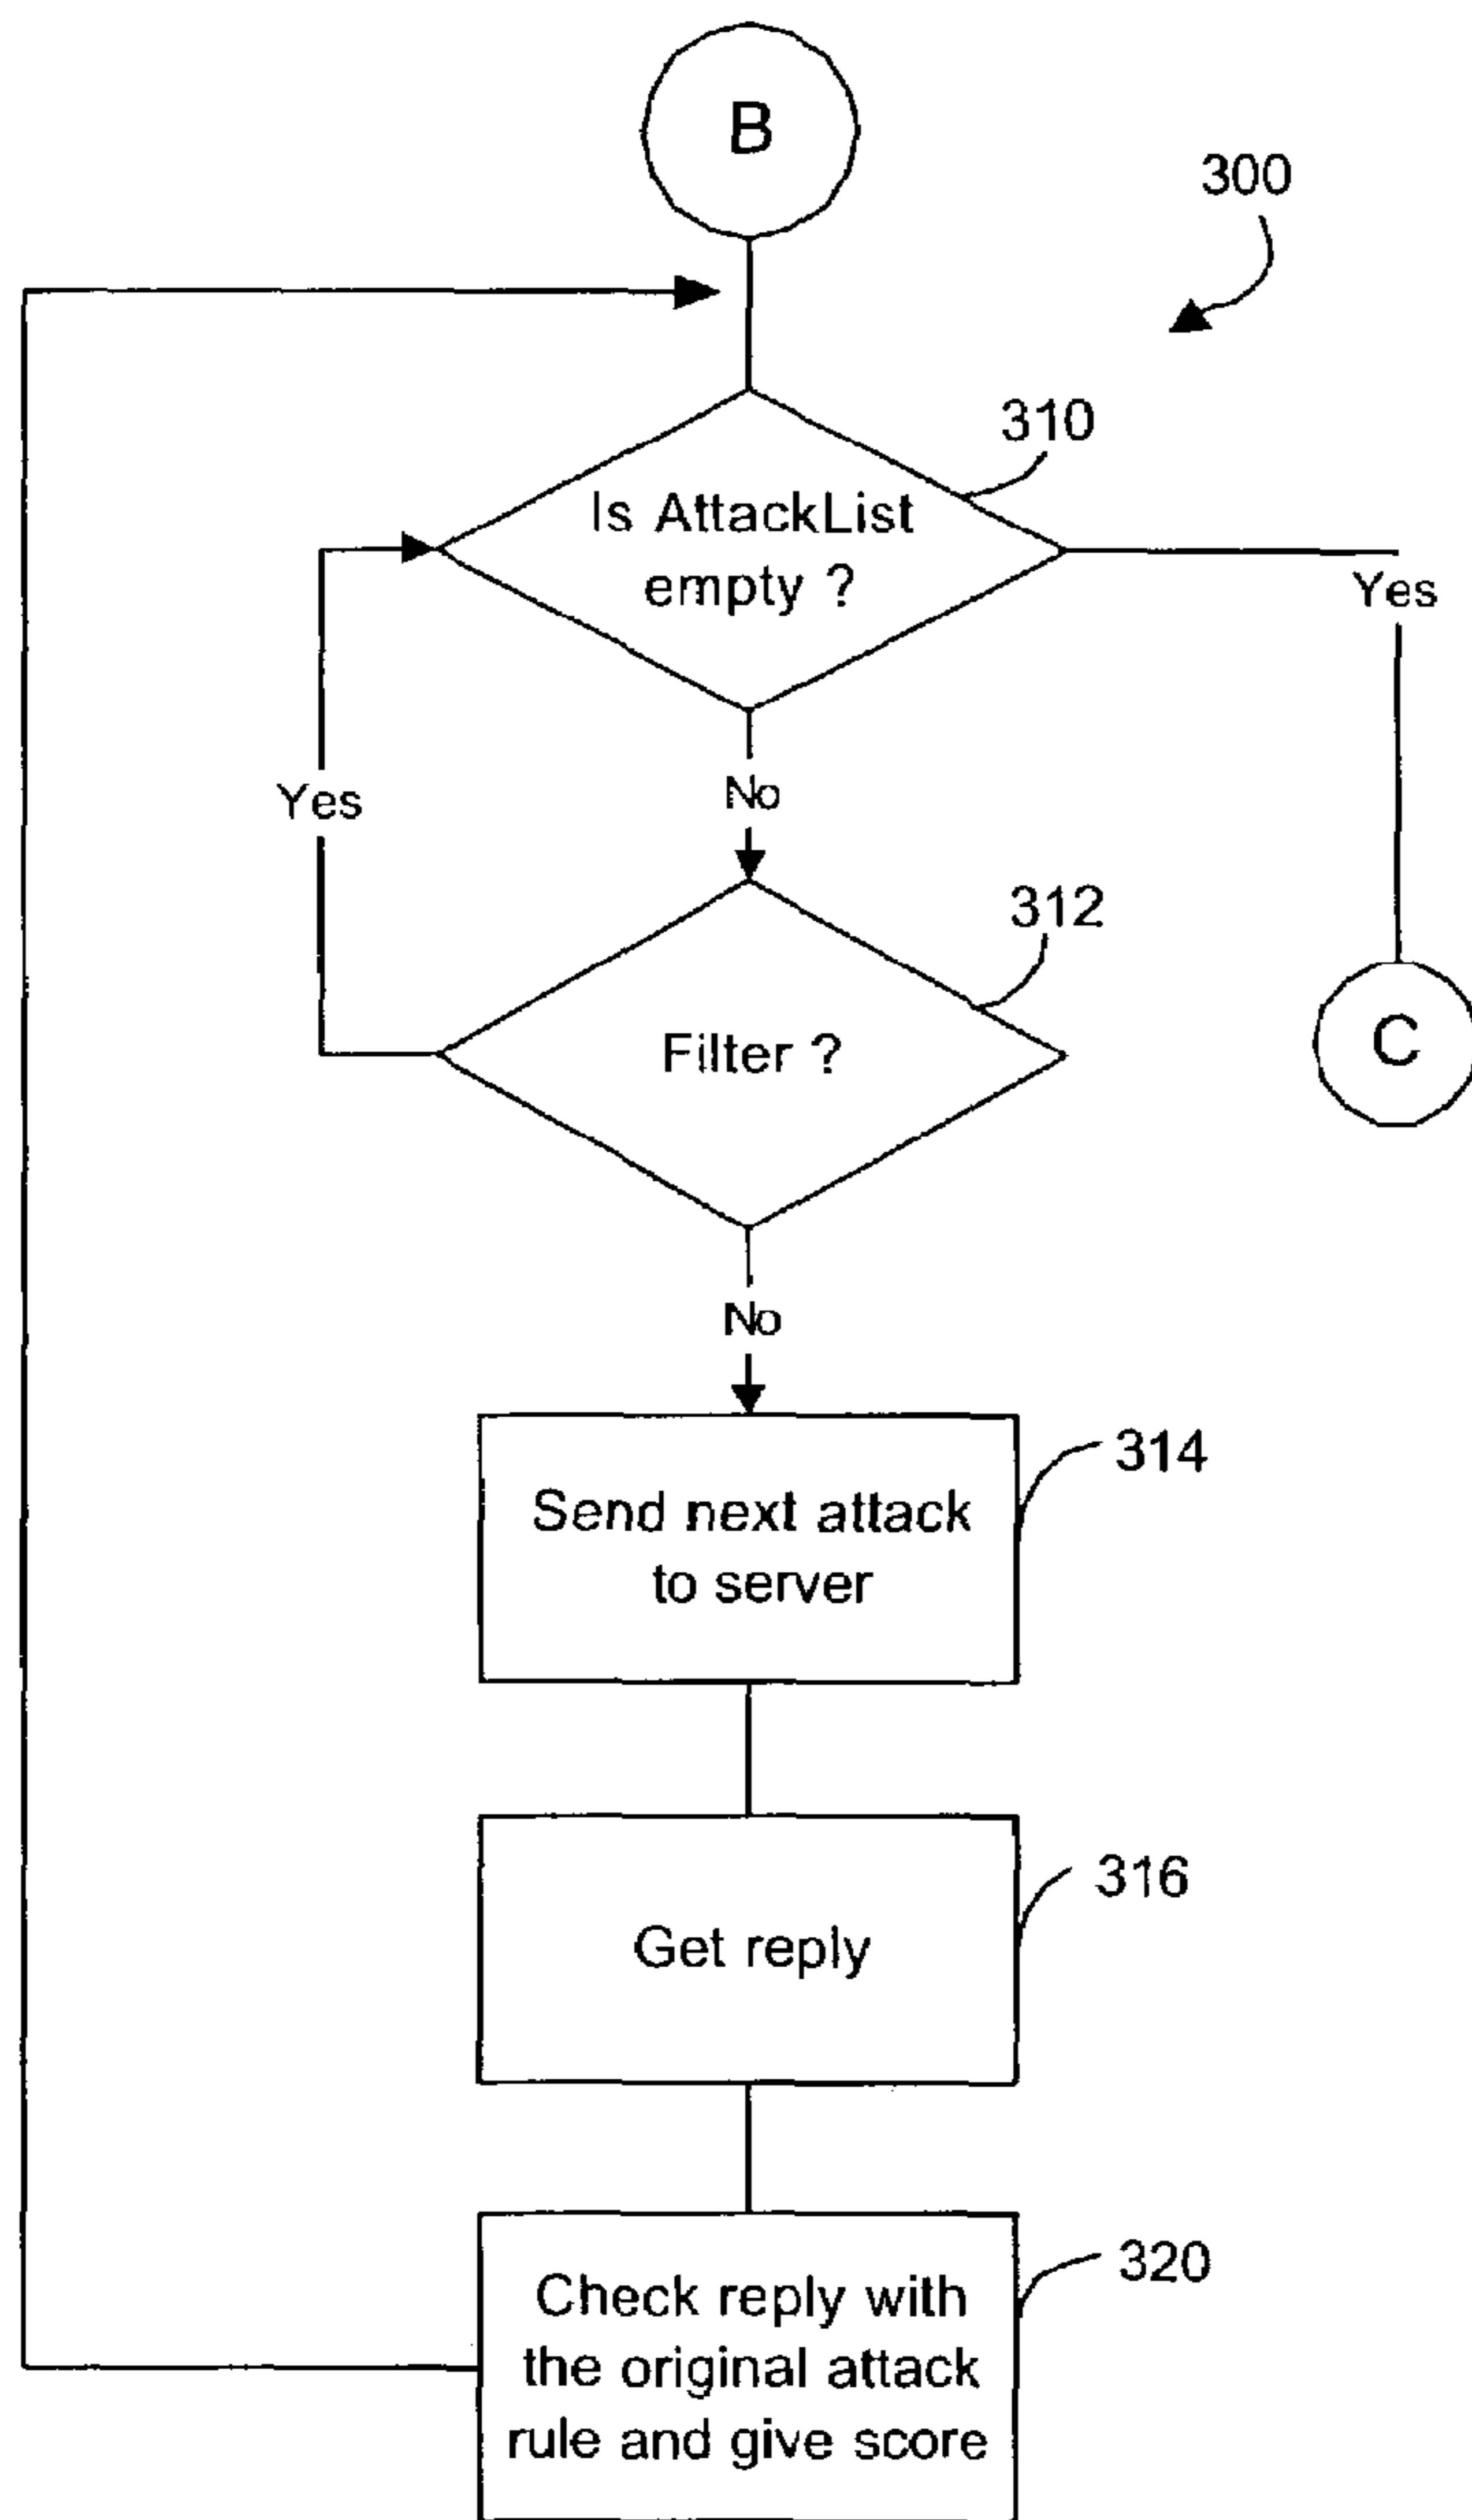 B
300
310
Is AttackList
empty ?
Yes
Yes
No
312
Filter ?
C
No
314
Send next attack
to server
316
Get reply
320
Check reply with
the original attack
rule and give score